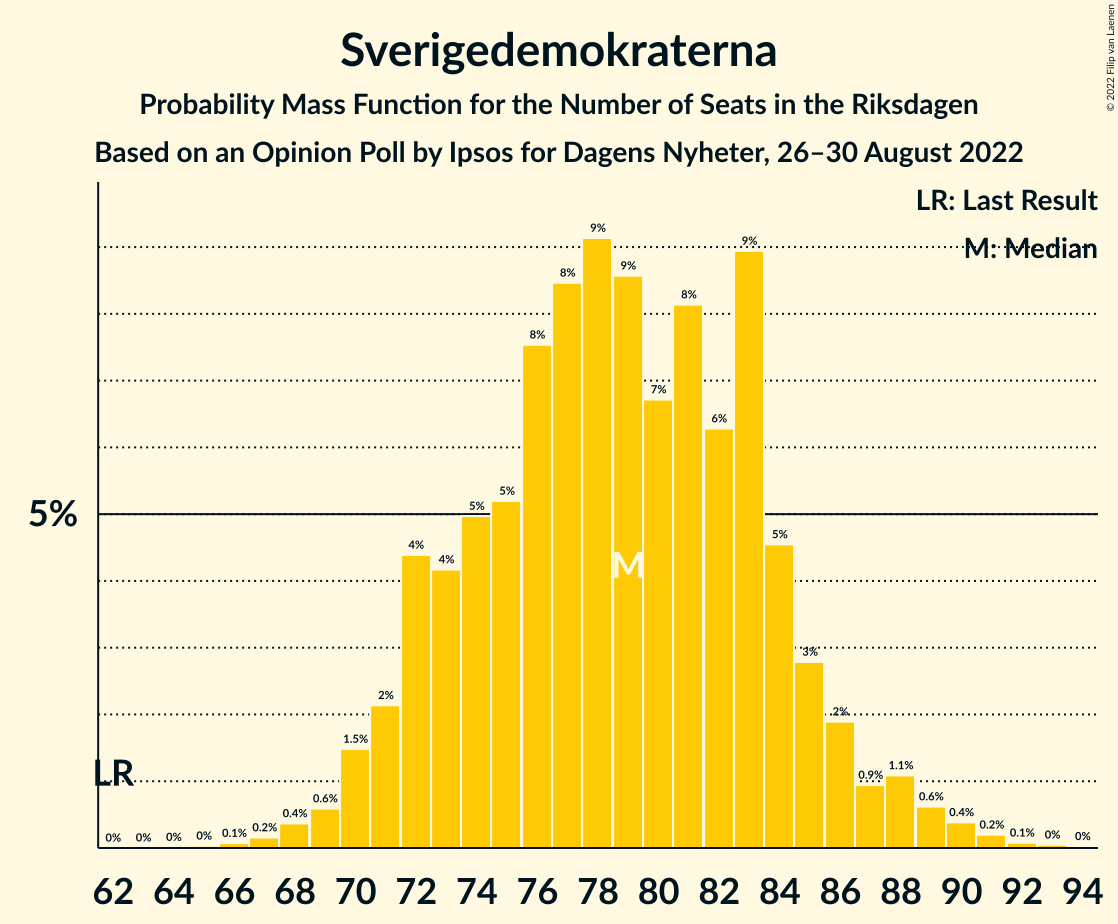 Sverigedemokraterna
Probability Mass Function for the Number of Seats in the Riksdagen
Based on an Opinion Poll by Ipsos for Dagens Nyheter, 26–30 August 2022
© 2022 Filip van Laenen
LR: Last Result
M: Median
5%
LR
M
0% 0% 0% 0% 0.1% 0.2% 0.4% 0.6% 1.5% 2% 4% 4% 5% 5% 8% 8% 9% 9% 7% 8% 6% 9% 5% 3% 2% 0.9% 1.1% 0.6% 0.4% 0.2% 0.1% 0% 0%
62 64 66 68 70 72 74 76 78 80 82 84 86 88 90 92 94